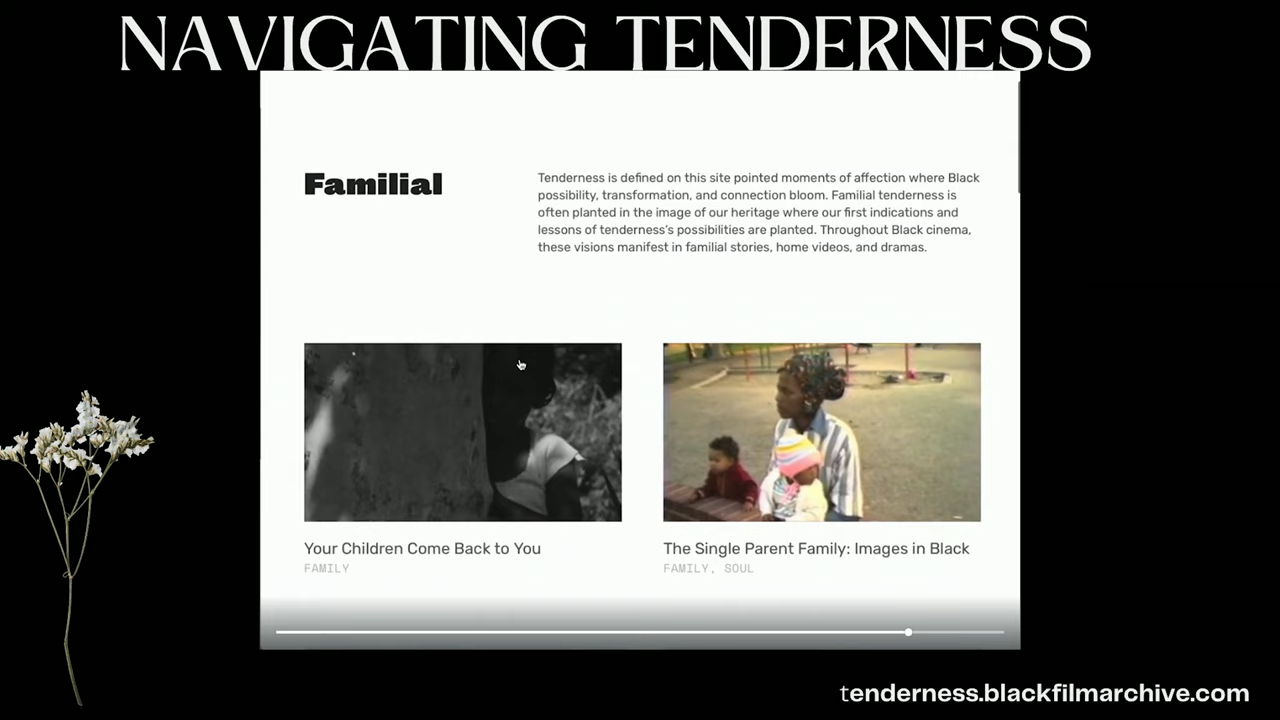 NAVIGATING TENDERNESS
Familial
Tenderness is defined on this site pointed moments of affection where Black
possibility, transformation, and connection bloom. Familial tenderness is
often planted in the image of our heritage where our first indications and
lessons of tenderness's possibilities are planted. Throughout Black cinema,
these visions manifest in familial stories, home videos, and dramas.
Your Children Come Back to You
FAMILY
The Single Parent Family: Images in Black
FAMILY, SOUL
tenderness.blackfilmarchive.com